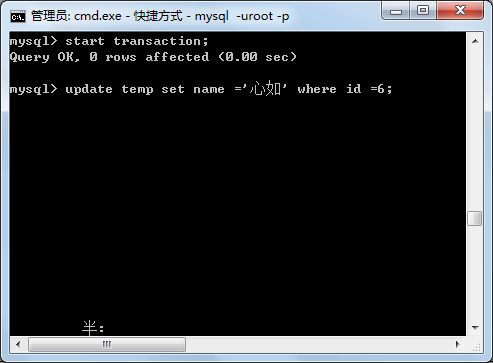 管理员: cmd.exe - 快捷方式 - mysql  -uroot -p
mysql> start transaction;
Query OK, 0 rows affected (0.00 sec)
mysql> update temp set name ='心如' where id =6;
半: